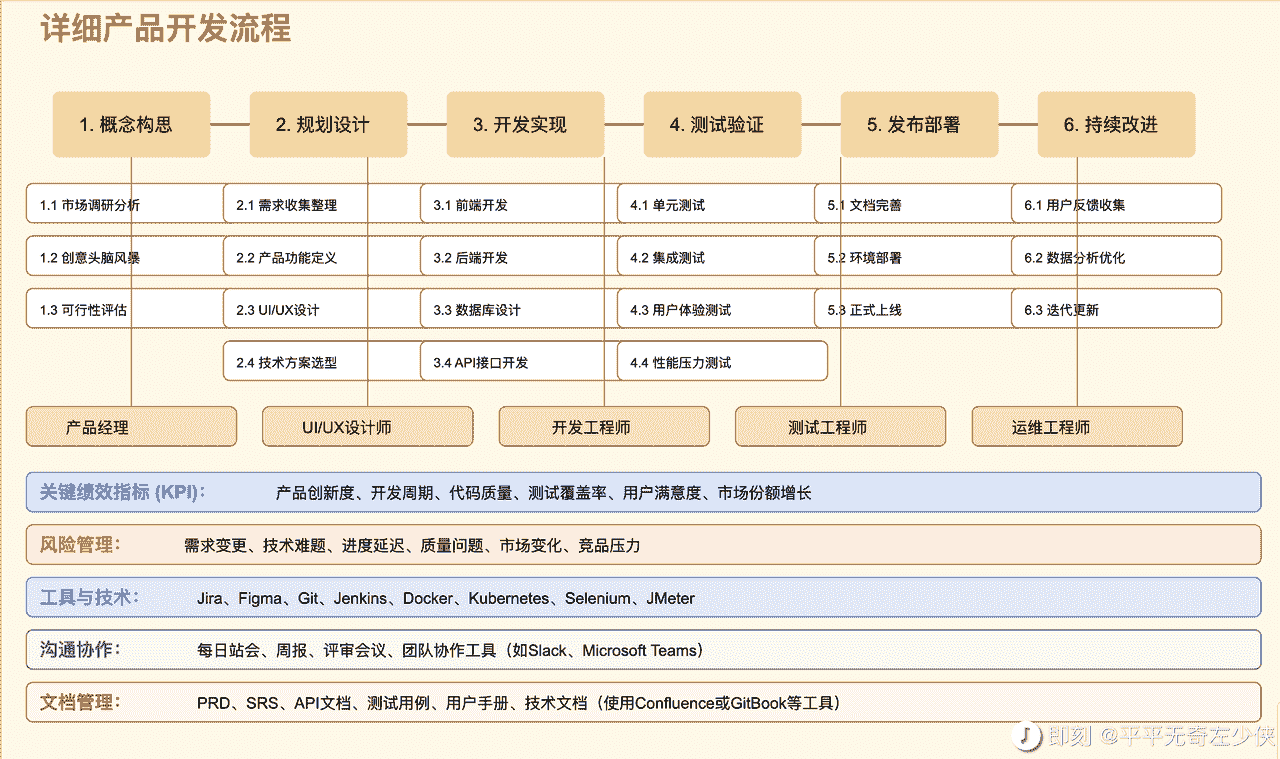 详细产品开发流程
1. 概念构思 2. 规划设计 3. 开发实现 4. 测试验证 5. 发布部署 6. 持续改进
1.1 市场调研分析 2.1 需求收集整理 3.1 前端开发 4.1 单元测试 5.1 文档完善 6.1 用户反馈收集
1.2 创意头脑风暴 2.2 产品功能定义 3.2 后端开发 4.2 集成测试 5.2 环境部署 6.2 数据分析优化
1.3 可行性评估 2.3 UI/UX设计 3.3 数据库设计 4.3 用户体验测试 5.3 正式上线 6.3 迭代更新
2.4 技术方案选型 3.4 API接口开发 4.4 性能压力测试
产品经理 UI/UX设计师 开发工程师 测试工程师 运维工程师
关键绩效指标 (KPI)： 产品创新度、开发周期、代码质量、测试覆盖率、用户满意度、市场份额增长
风险管理： 需求变更、技术难题、进度延迟、质量问题、市场变化、竞品压力
工具与技术： Jira、Figma、Git、Jenkins、Docker、Kubernetes、Selenium、JMeter
沟通协作： 每日站会、周报、评审会议、团队协作工具（如Slack、Microsoft Teams）
文档管理： PRD、SRS、API文档、测试用例、用户手册、技术文档（使用Confluence或GitBook等工具）
即刻 @平平无奇左少侠